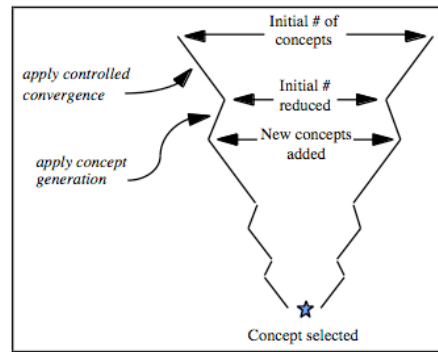 Initial # of
concepts
apply controlled
convergence
Initial #
reduced
New concepts
added
apply concept
generation
Concept selected